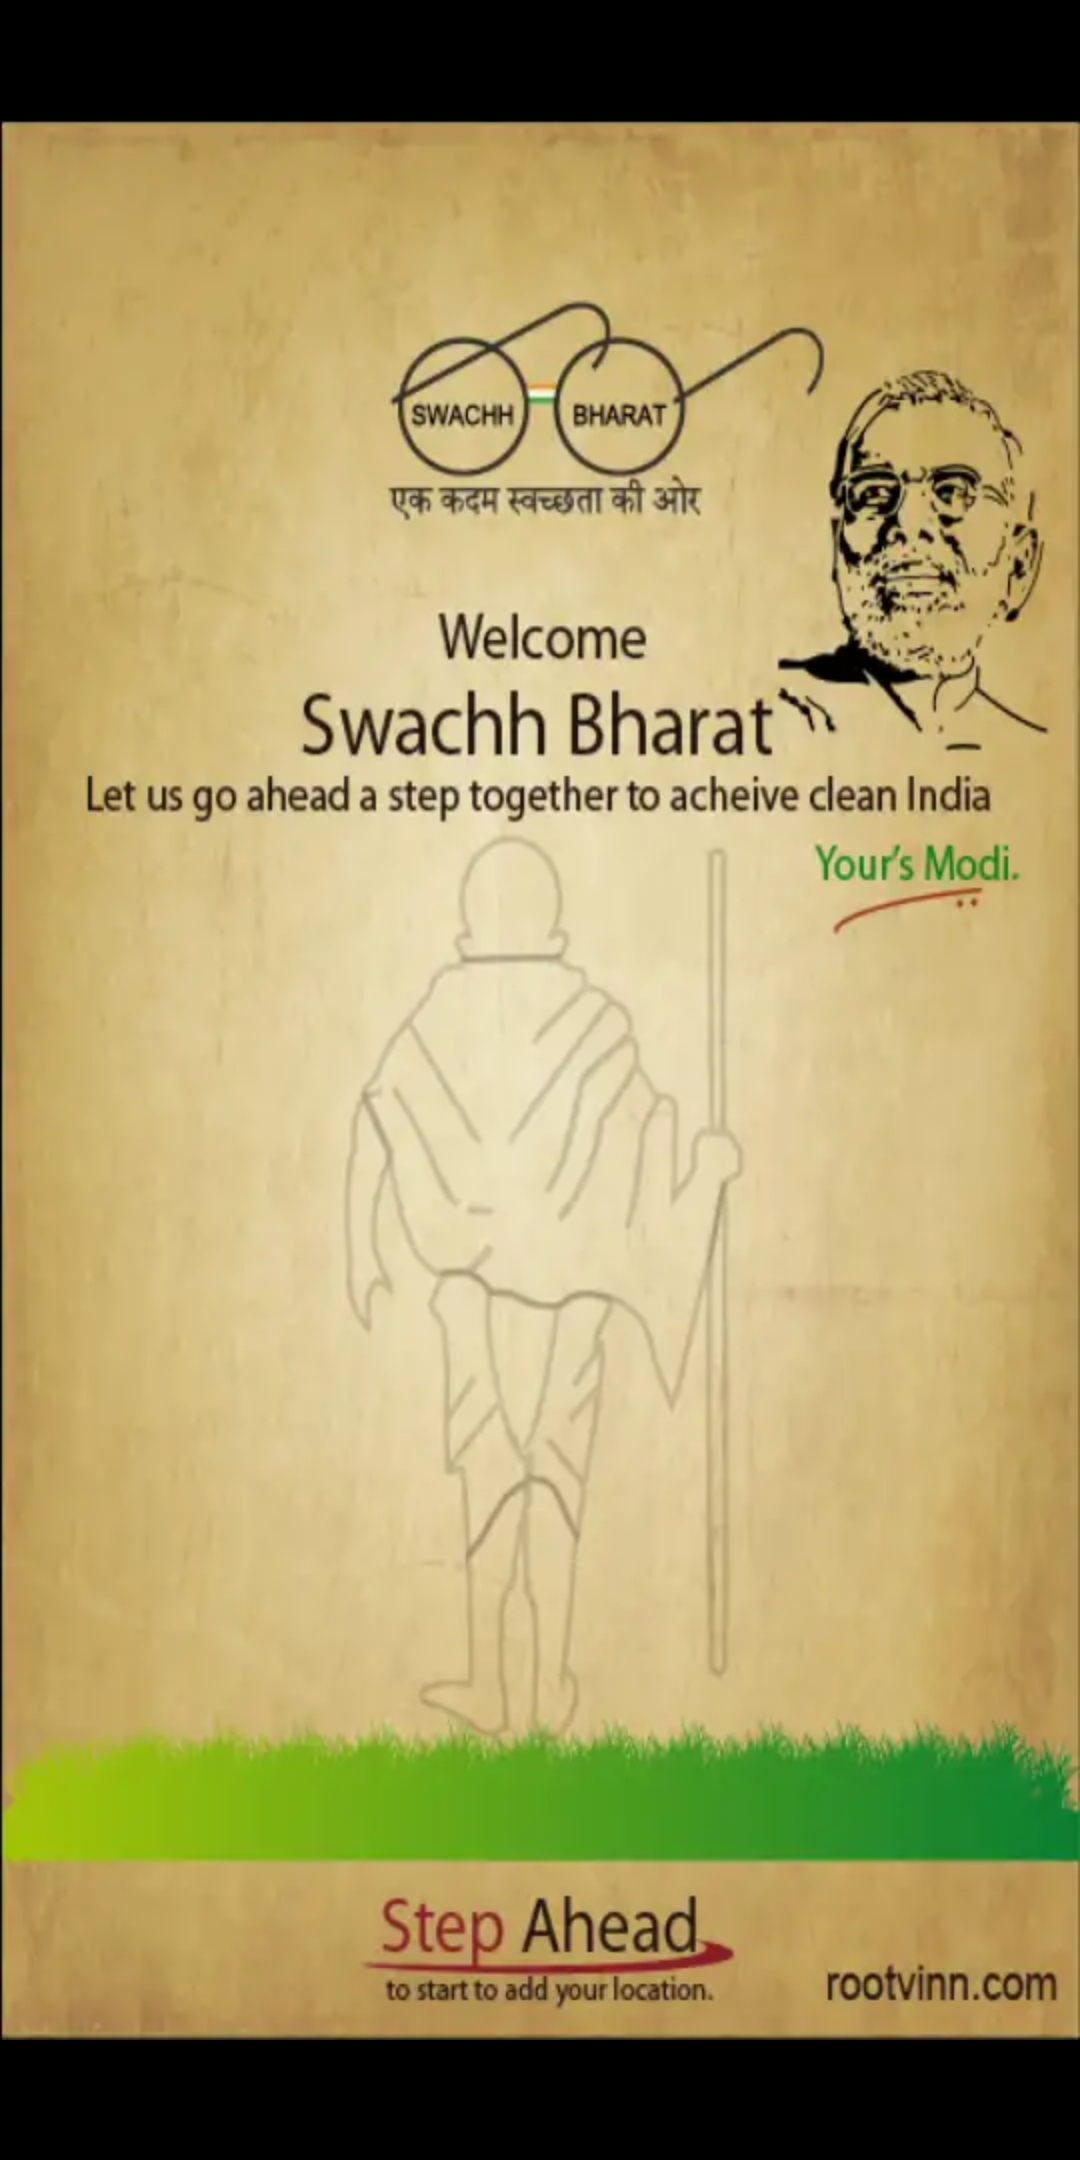 SWACHH BHARAT
एक कदम स्वच्छता की ओर
Welcome
Swachh Bharat
Let us go ahead a step together to acheive clean India
Your's Modi.
Step Ahead
to start to add your location.
rootvinn.com